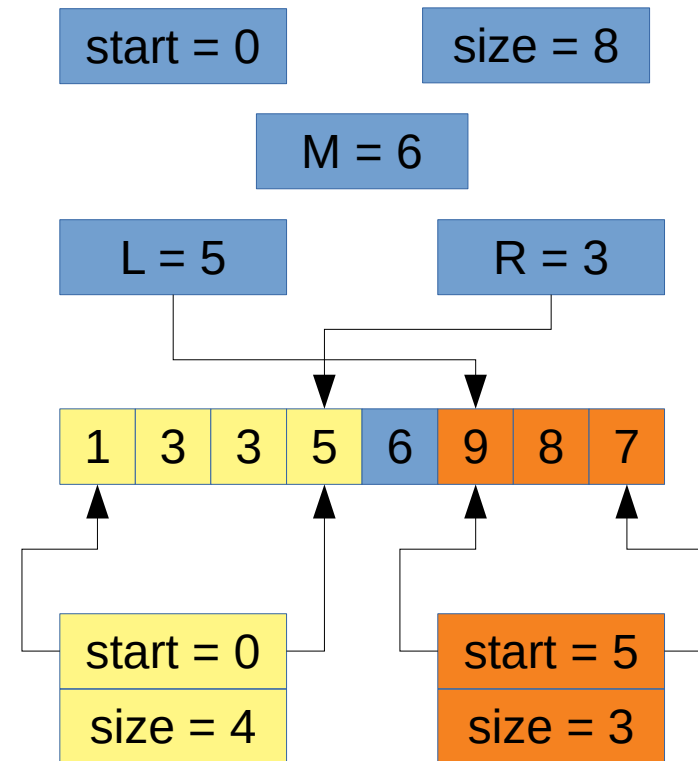 start = 0 size = 8
M = 6
L = 5 R = 3
1 3 3 5 6 9 8 7
start = 0 start = 5
size = 4 size = 3